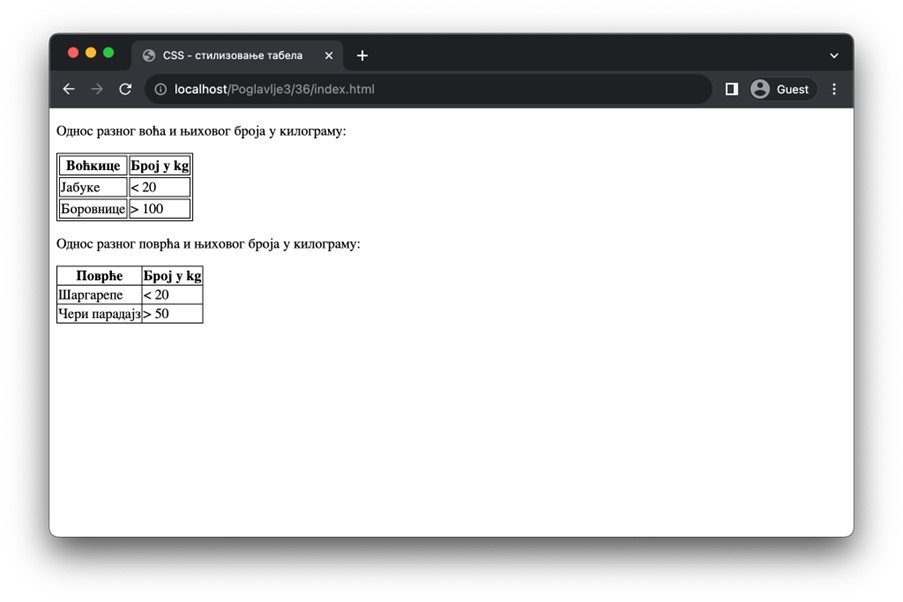 CSS - стилизовање табела
localhost/Poglavlje3/36/index.html
Guest
Однос разног воћа и њиховог броја у килограму:
Воћкице Број у kg
Јабуке < 20
Боровнице > 100
Однос разног поврћа и њиховог броја у килограму:
Поврће Број у kg
Шаргарепе < 20
Чери парадајз > 50